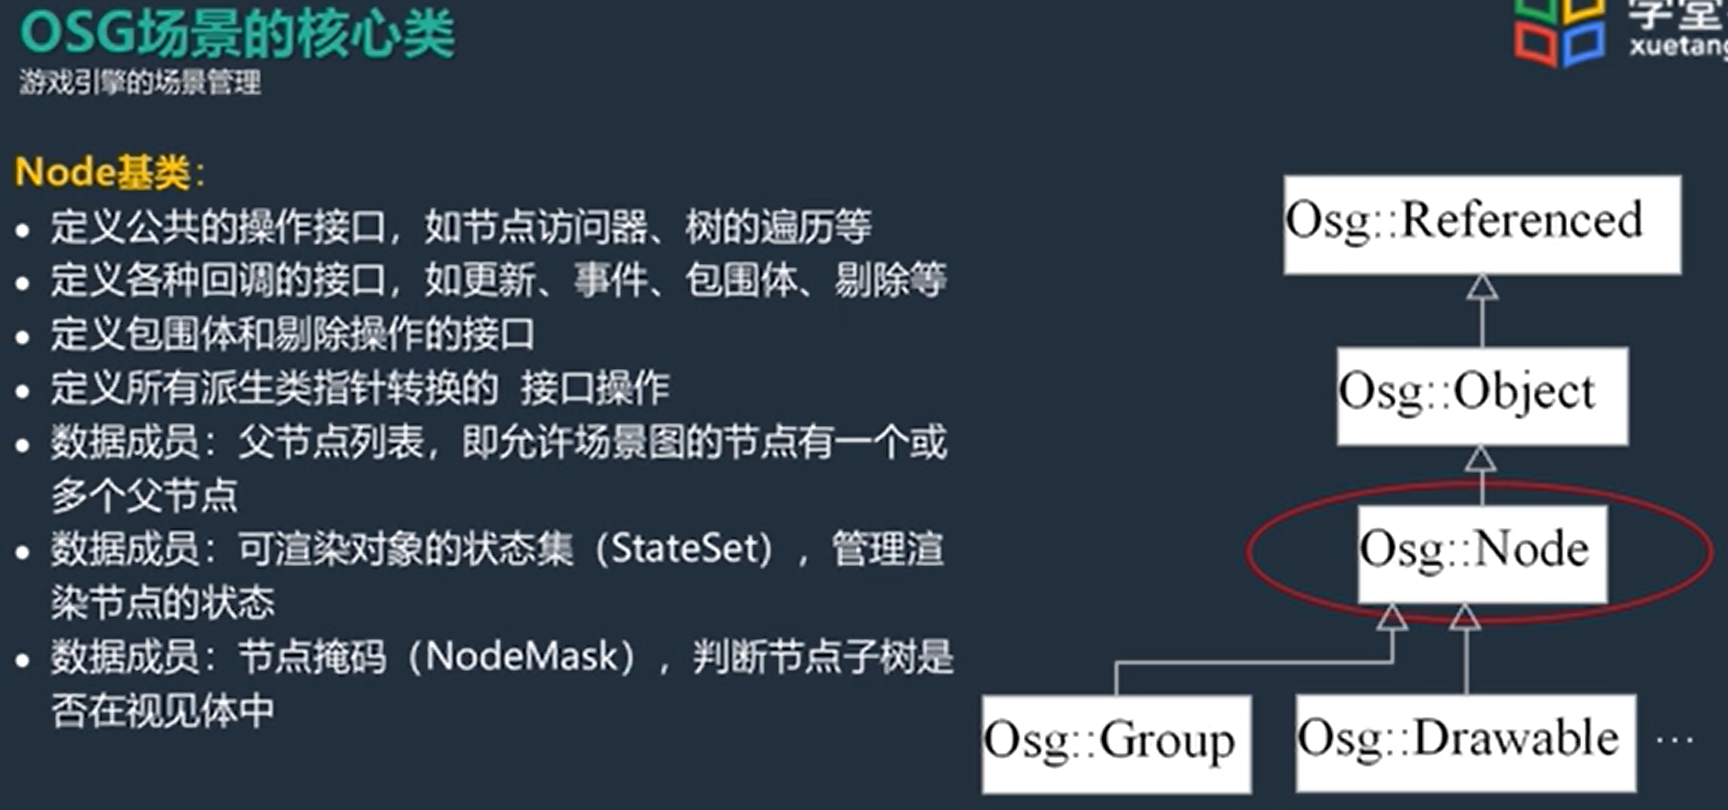 OSG场景的核心类
游戏引擎的场景管理
学堂
xuetang
Node基类：
• 定义公共的操作接口，如节点访问器、树的遍历等
• 定义各种回调的接口，如更新、事件、包围体、剔除等
• 定义包围体和剔除操作的接口
• 定义所有派生类指针转换的 接口操作
• 数据成员：父节点列表，即允许场景图的节点有一个或
多个父节点
• 数据成员：可渲染对象的状态集（StateSet），管理渲
染节点的状态
• 数据成员：节点掩码（NodeMask），判断节点子树是
否在视见体中
Osg::Referenced
Osg::Object
Osg::Node
Osg::Group
Osg::Drawable
…